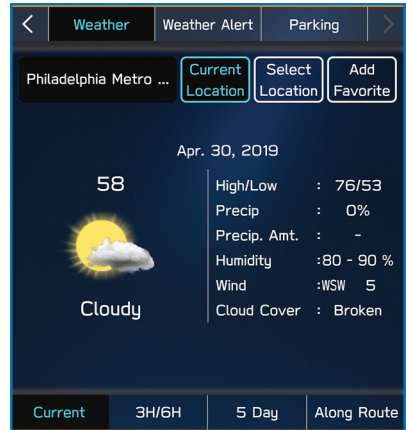 < Weather Weather Alert Parking >
Philadelphia Metro ... Current Location Select Location Add Favorite
Apr. 30, 2019
58
High/Low : 76/53
Precip : 0%
Precip. Amt. : -
Humidity :80 - 90 %
Wind :WSW 5
Cloudy
Cloud Cover : Broken
Current 3H/6H 5 Day Along Route